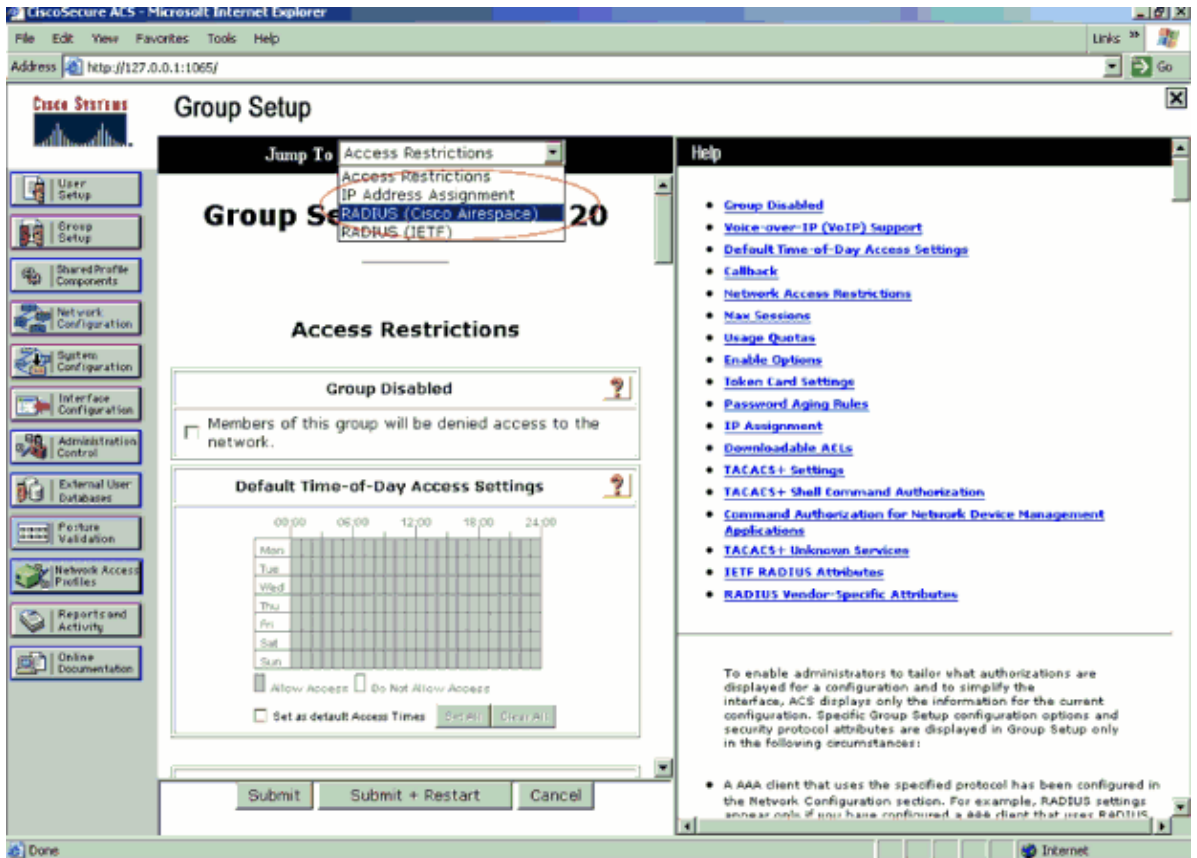 CiscoSecure ACS - Microsoft Internet Explorer
File Edit View Favorites Tools Help
Links »
Address http://127.0.0.1:1065/
Go
CISCO SYSTEMS
Group Setup
Jump To Access Restrictions
Access Restrictions
IP Address Assignment
RADIUS (Cisco Airespace)
RADIUS (IETF)
Group Se 20
Access Restrictions
Group Disabled
Members of this group will be denied access to the
network.
Default Time-of-Day Access Settings
00:00 06:00 12:00 18:00 24:00
Mon
Tue
Wed
Thu
Fri
Sat
Sun
Allow Access Do Not Allow Access
Set as default Access Times Set All Clear All
Submit Submit + Restart Cancel
User
Setup
Group
Setup
Shared Profile
Components
Network
Configuration
System
Configuration
Interface
Configuration
Administration
Control
External User
Databases
Posture
Validation
Network Access
Profiles
Reports and
Activity
Online
Documentation
Help
Group Disabled
Voice-over-IP (VoIP) Support
Default Time-of-Day Access Settings
Callback
Network Access Restrictions
Max Sessions
Usage Quotas
Enable Options
Token Card Settings
Password Aging Rules
IP Assignment
Downloadable ACLs
TACACS+ Settings
TACACS+ Shell Command Authorization
Command Authorization for Network Device Management
Applications
TACACS+ Unknown Services
IETF RADIUS Attributes
RADIUS Vendor-Specific Attributes
To enable administrators to tailor what authorizations are
displayed for a configuration and to simplify the
interface, ACS displays only the information for the current
configuration. Specific Group Setup configuration options and
security protocol attributes are displayed in Group Setup only
in the following circumstances:
A AAA client that uses the specified protocol has been configured in
the Network Configuration section. For example, RADIUS settings
appear only if you have configured a AAA client that uses RADIUS
Done
Internet